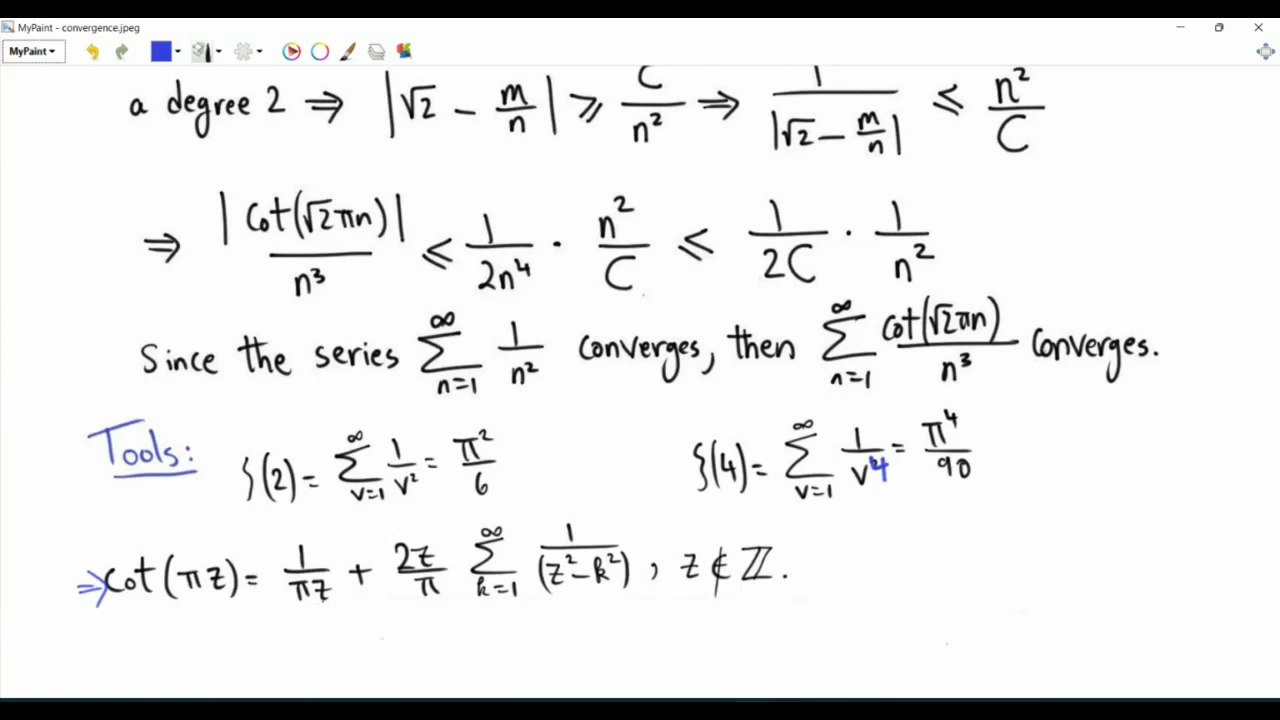 MyPaint - convergence.jpeg
MyPaint
a degree 2 ⇒ |√2 − m/n| ≥ C/n² ⇒ 1/|√2 − m/n| ≤ n²/C
⇒ |cot(√2πn)|/n³ ≤ 1/2n⁴ · n²/C ≤ 1/2C · 1/n²
Since the series ∑_{n=1}^{∞} 1/n² converges, then ∑_{n=1}^{∞} cot(√2πn)/n³ converges.
Tools: ζ(2) = ∑_{v=1}^{∞} 1/v² = π²/6 ζ(4) = ∑_{v=1}^{∞} 1/v⁴ = π⁴/90
⇒ cot(πz) = 1/πz + 2z/π ∑_{k=1}^{∞} 1/(z²−k²), z ∉ ℤ.